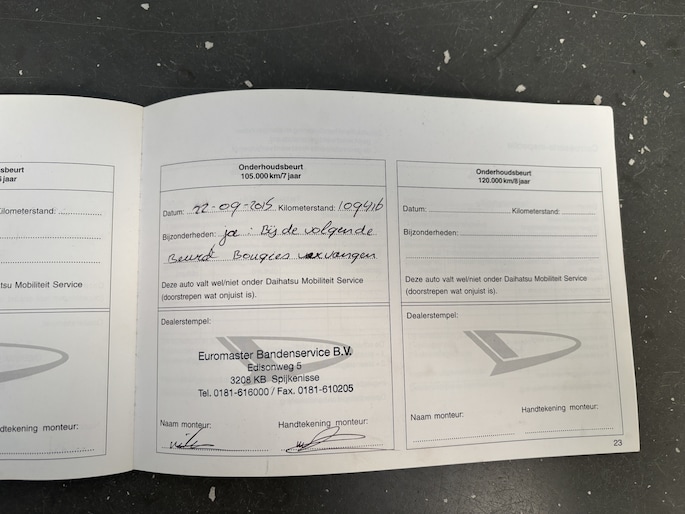 sbeurt
jaar
Kilometerstand:
tsu Mobiliteit Service
dtekening monteur:
Onderhoudsbeurt
105.000 km/7 jaar
Datum: 22-09-2015 Kilometerstand: 109416
Bijzonderheden: ja : Bij de volgende
Beurt Bougies vervangen
Deze auto valt wel/niet onder Daihatsu Mobiliteit Service
(doorstrepen wat onjuist is).
Dealerstempel:
Euromaster Bandenservice B.V.
Edisonweg 5
3208 KB Spijkenisse
Tel. 0181-616000 / Fax. 0181-610205
Naam monteur: Handtekening monteur:
Onderhoudsbeurt
120.000 km/8 jaar
Datum: Kilometerstand:
Bijzonderheden:
Deze auto valt wel/niet onder Daihatsu Mobiliteit Service
(doorstrepen wat onjuist is).
Dealerstempel:
Naam monteur: Handtekening monteur:
23